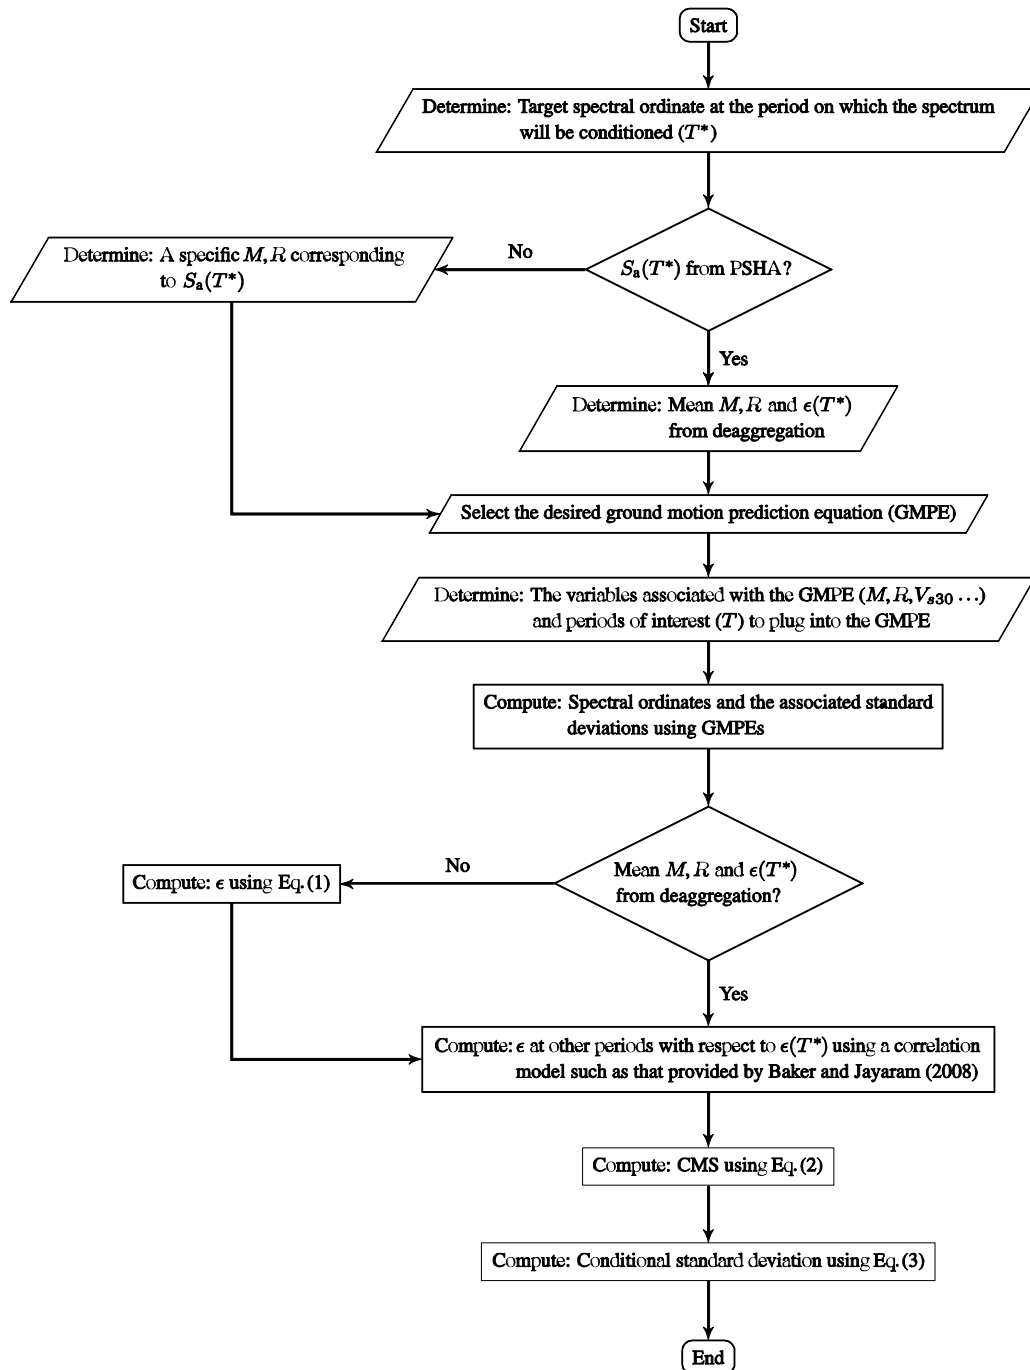 Start
Determine: Target spectral ordinate at the period on which the spectrum
will be conditioned (T*)
No
Determine: A specific M, R corresponding
to Sa(T*)
Sa(T*) from PSHA?
Yes
Determine: Mean M, R and ϵ(T*)
from deaggregation
Select the desired ground motion prediction equation (GMPE)
Determine: The variables associated with the GMPE (M, R, Vs30 ...)
and periods of interest (T) to plug into the GMPE
Compute: Spectral ordinates and the associated standard
deviations using GMPEs
No
Compute: ϵ using Eq. (1)
Mean M, R and ϵ(T*)
from deaggregation?
Yes
Compute: ϵ at other periods with respect to ϵ(T*) using a correlation
model such as that provided by Baker and Jayaram (2008)
Compute: CMS using Eq. (2)
Compute: Conditional standard deviation using Eq. (3)
End